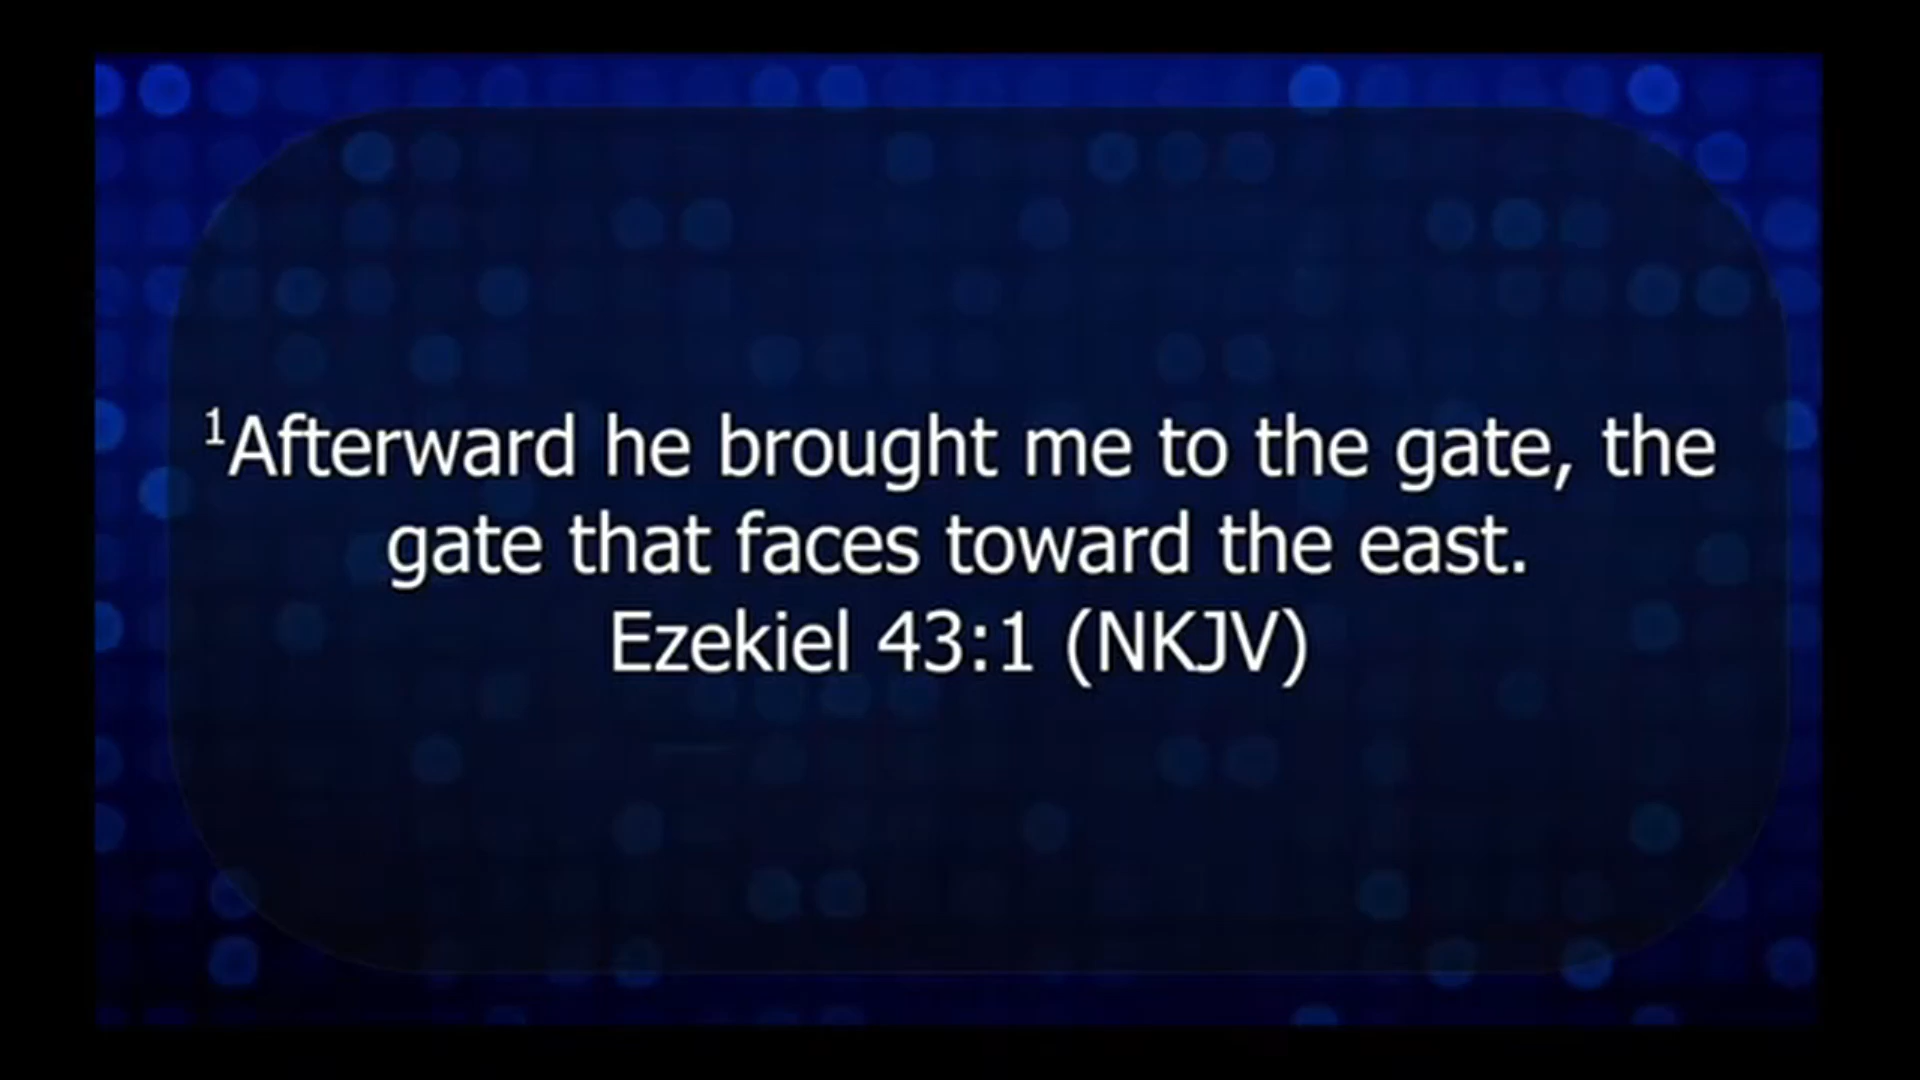 ¹Afterward he brought me to the gate, the
gate that faces toward the east.
Ezekiel 43:1 (NKJV)